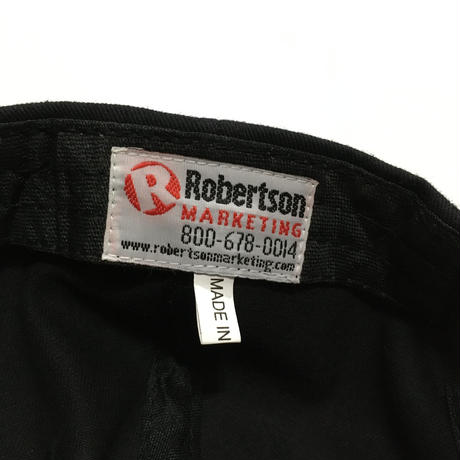 R Robertson
MARKETING
800-678-0014
www.robertsonmarketing.com
MADE IN